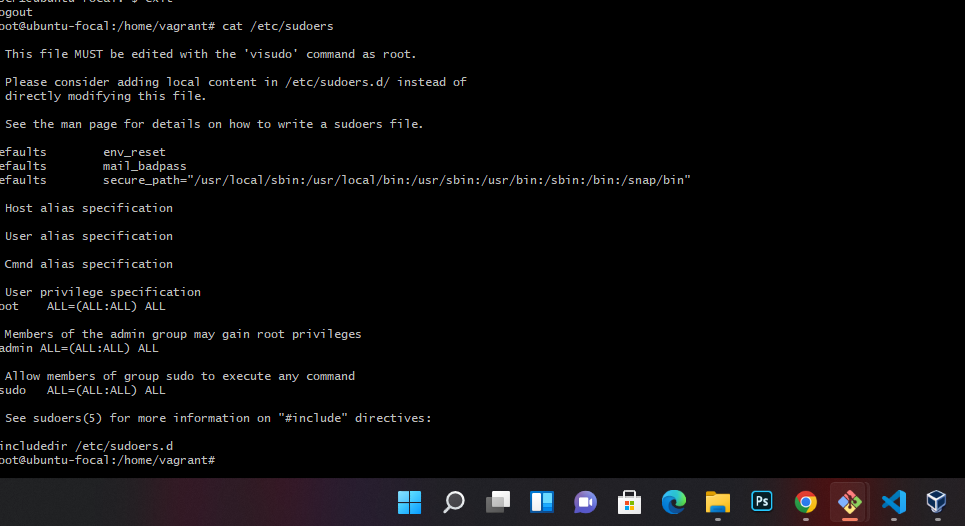 ogout
oot@ubuntu-focal:/home/vagrant# cat /etc/sudoers
This file MUST be edited with the 'visudo' command as root.
Please consider adding local content in /etc/sudoers.d/ instead of
directly modifying this file.
See the man page for details on how to write a sudoers file.
efaults env_reset
efaults mail_badpass
efaults secure_path="/usr/local/sbin:/usr/local/bin:/usr/sbin:/usr/bin:/sbin:/bin:/snap/bin"
Host alias specification
User alias specification
Cmnd alias specification
User privilege specification
oot ALL=(ALL:ALL) ALL
Members of the admin group may gain root privileges
admin ALL=(ALL:ALL) ALL
Allow members of group sudo to execute any command
sudo ALL=(ALL:ALL) ALL
See sudoers(5) for more information on "#include" directives:
includedir /etc/sudoers.d
oot@ubuntu-focal:/home/vagrant#
Ps